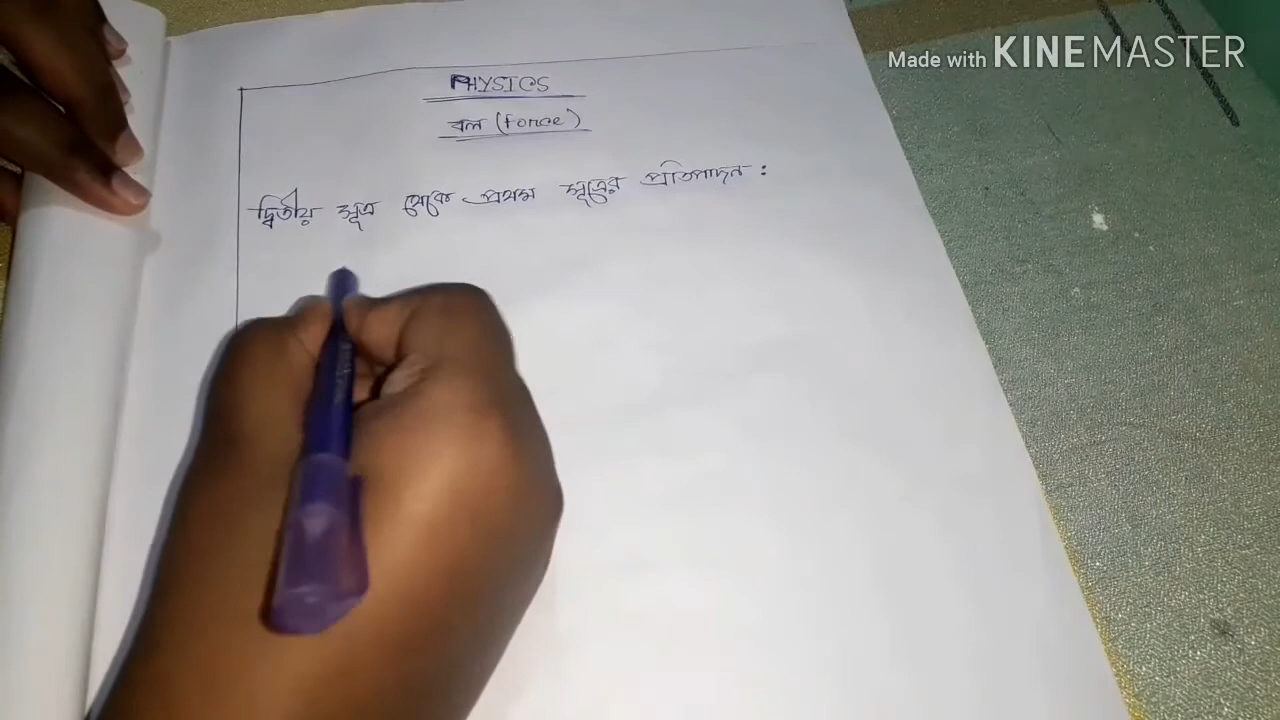 Made with KINEMASTER
PHYSICS
বল (Force)
দ্বিতীয় সূত্র থেকে প্রথম সূত্রের প্রতিপাদন :